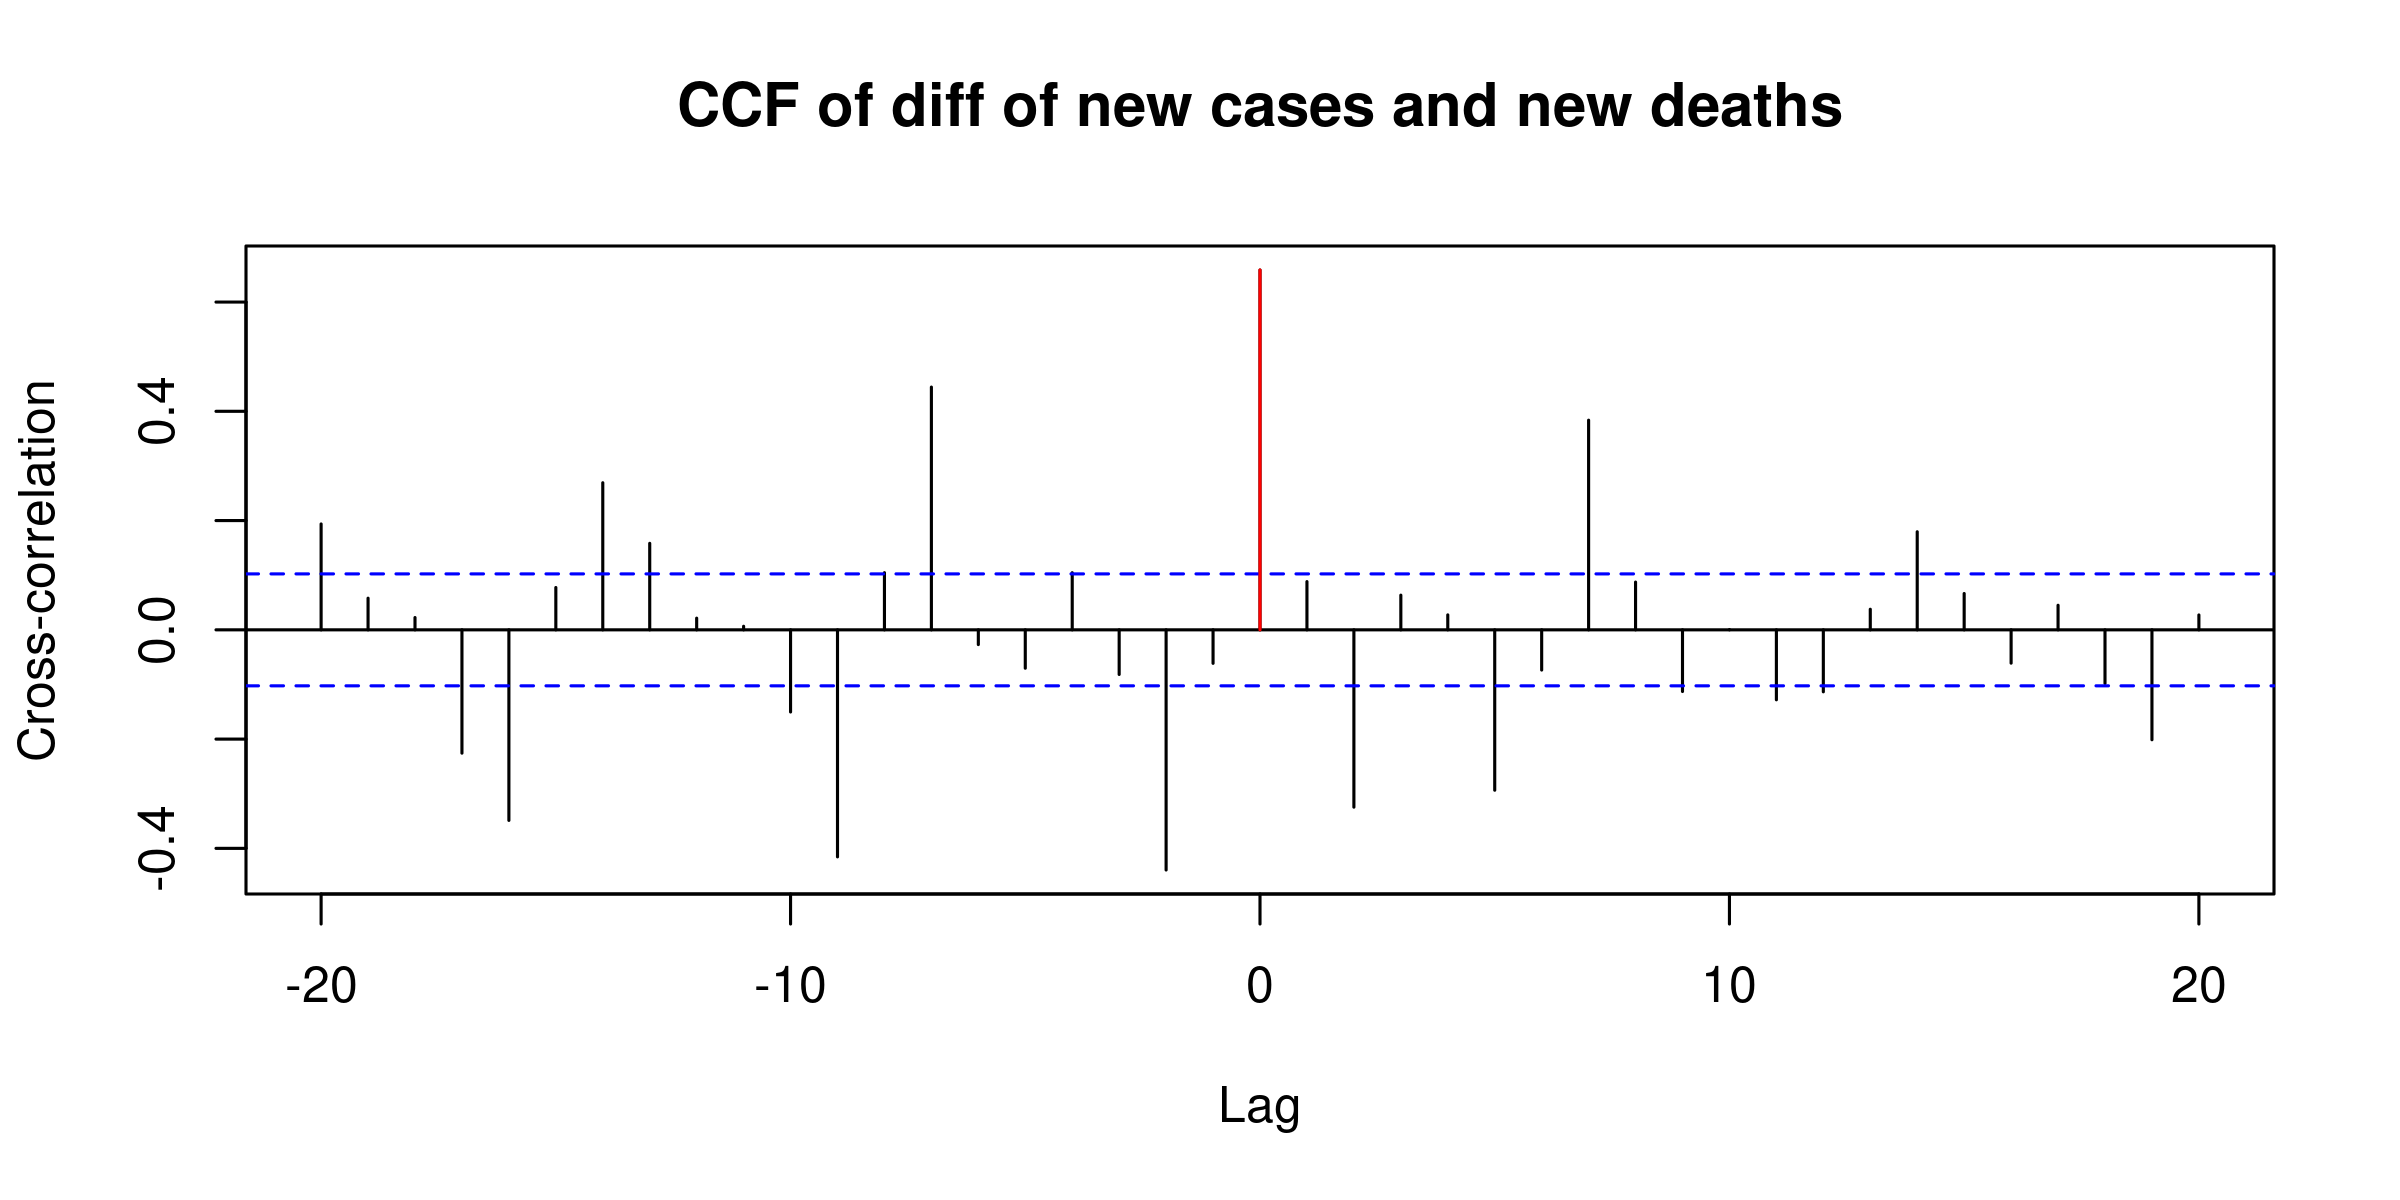 CCF of diff of new cases and new deaths
Cross-correlation
0.4
0.0
-0.4
-20 -10 0 10 20
Lag